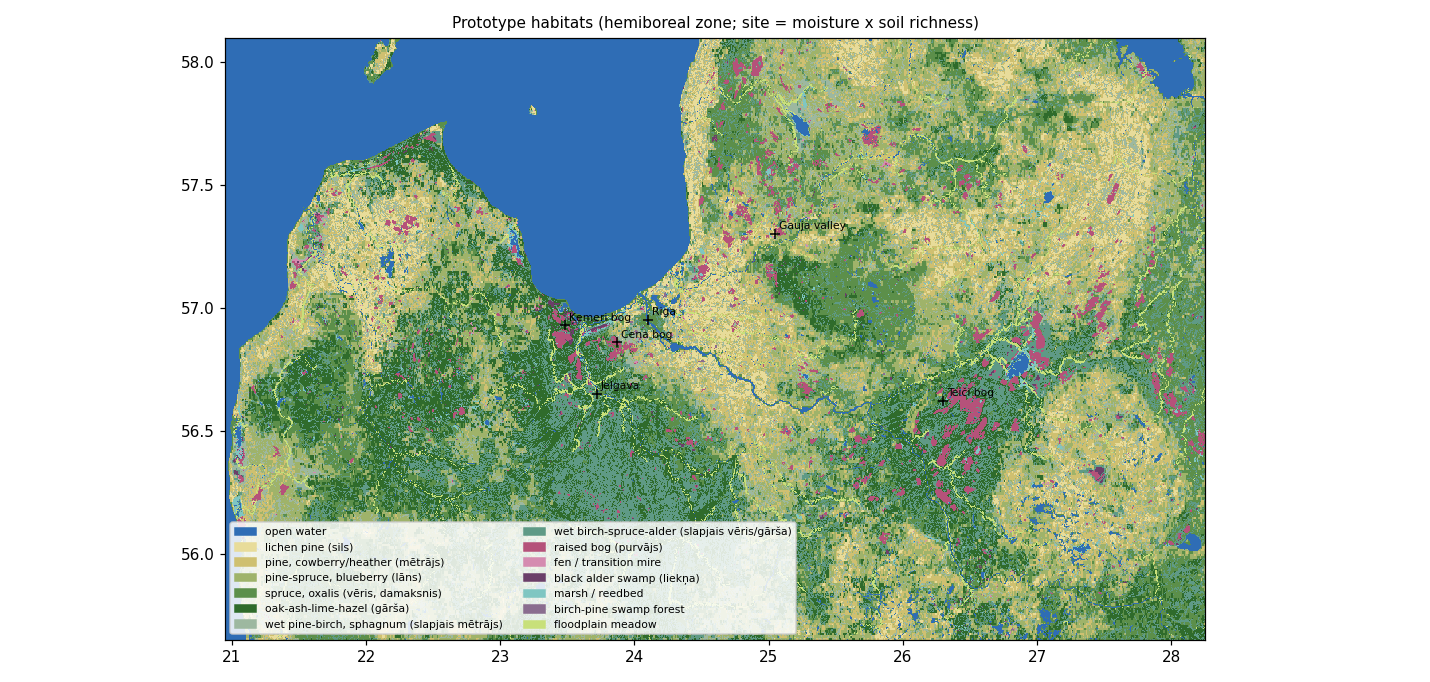 Prototype habitats (hemiboreal zone; site = moisture x soil richness)
58.0
57.5
57.0
56.5
56.0
Gauja valley
Riga
Ķemeri bog
Cena bog
Jelgava
Teiči bog
open water
lichen pine (sils)
pine, cowberry/heather (mētrājs)
pine-spruce, blueberry (lāns)
spruce, oxalis (vēris, damaksnis)
oak-ash-lime-hazel (gārša)
wet pine-birch, sphagnum (slapjais mētrājs)
wet birch-spruce-alder (slapjais vēris/gārša)
raised bog (purvājs)
fen / transition mire
black alder swamp (liekņa)
marsh / reedbed
birch-pine swamp forest
floodplain meadow
21 22 23 24 25 26 27 28